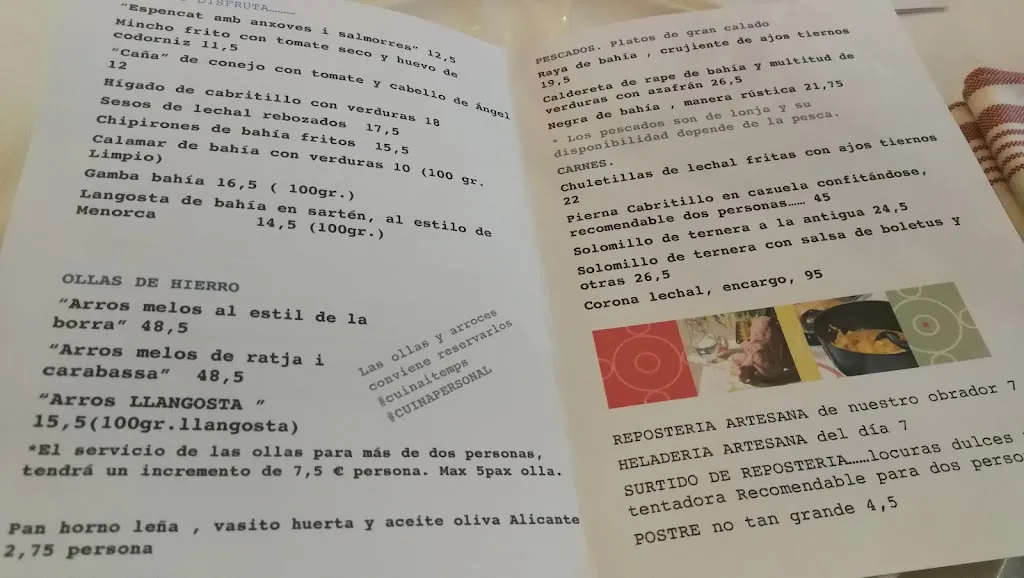 DISFRUTA………
"Espencat amb anxoves i salmorres" 12,5
Mincho frito con tomate seco y huevo de
codorniz 11,5
"Caña" de conejo con tomate y cabello de Ángel
12
Hígado de cabritillo con verduras 18
Sesos de lechal rebozados 17,5
Chipirones de bahía fritos 15,5
Calamar de bahía con verduras 10 (100 gr.
Limpio)
Gamba bahía 16,5 ( 100gr.)
Langosta de bahía en sartén, al estilo de
Menorca 14,5 (100gr.)
OLLAS DE HIERRO
"Arros melos al estil de la
borra" 48,5
"Arros melos de ratja i
carabassa" 48,5
"Arros LLANGOSTA "
15,5(100gr.llangosta)
Las ollas y arroces
conviene reservarlos
#cuinaitemps
#CUINAPERSONAL
*El servicio de las ollas para más de dos personas,
tendrá un incremento de 7,5 € persona. Max 5pax olla.
Pan horno leña , vasito huerta y aceite oliva Alicante
2,75 persona
PESCADOS. Platos de gran calado
Raya de bahía , crujiente de ajos tiernos
19,5
Caldereta de rape de bahía y multitud de
verduras con azafrán 26,5
Negra de bahía , manera rústica 21,75
* Los pescados son de lonja y su
disponibilidad depende de la pesca.
CARNES.
Chuletillas de lechal fritas con ajos tiernos
22
Pierna Cabritillo en cazuela confitándose,
recomendable dos personas…… 45
Solomillo de ternera a la antigua 24,5
Solomillo de ternera con salsa de boletus y
otras 26,5
Corona lechal, encargo, 95
REPOSTERIA ARTESANA de nuestro obrador 7
HELADERIA ARTESANA del día 7
SURTIDO DE REPOSTERIA……locuras dulces
tentadora Recomendable para dos perso
POSTRE no tan grande 4,5